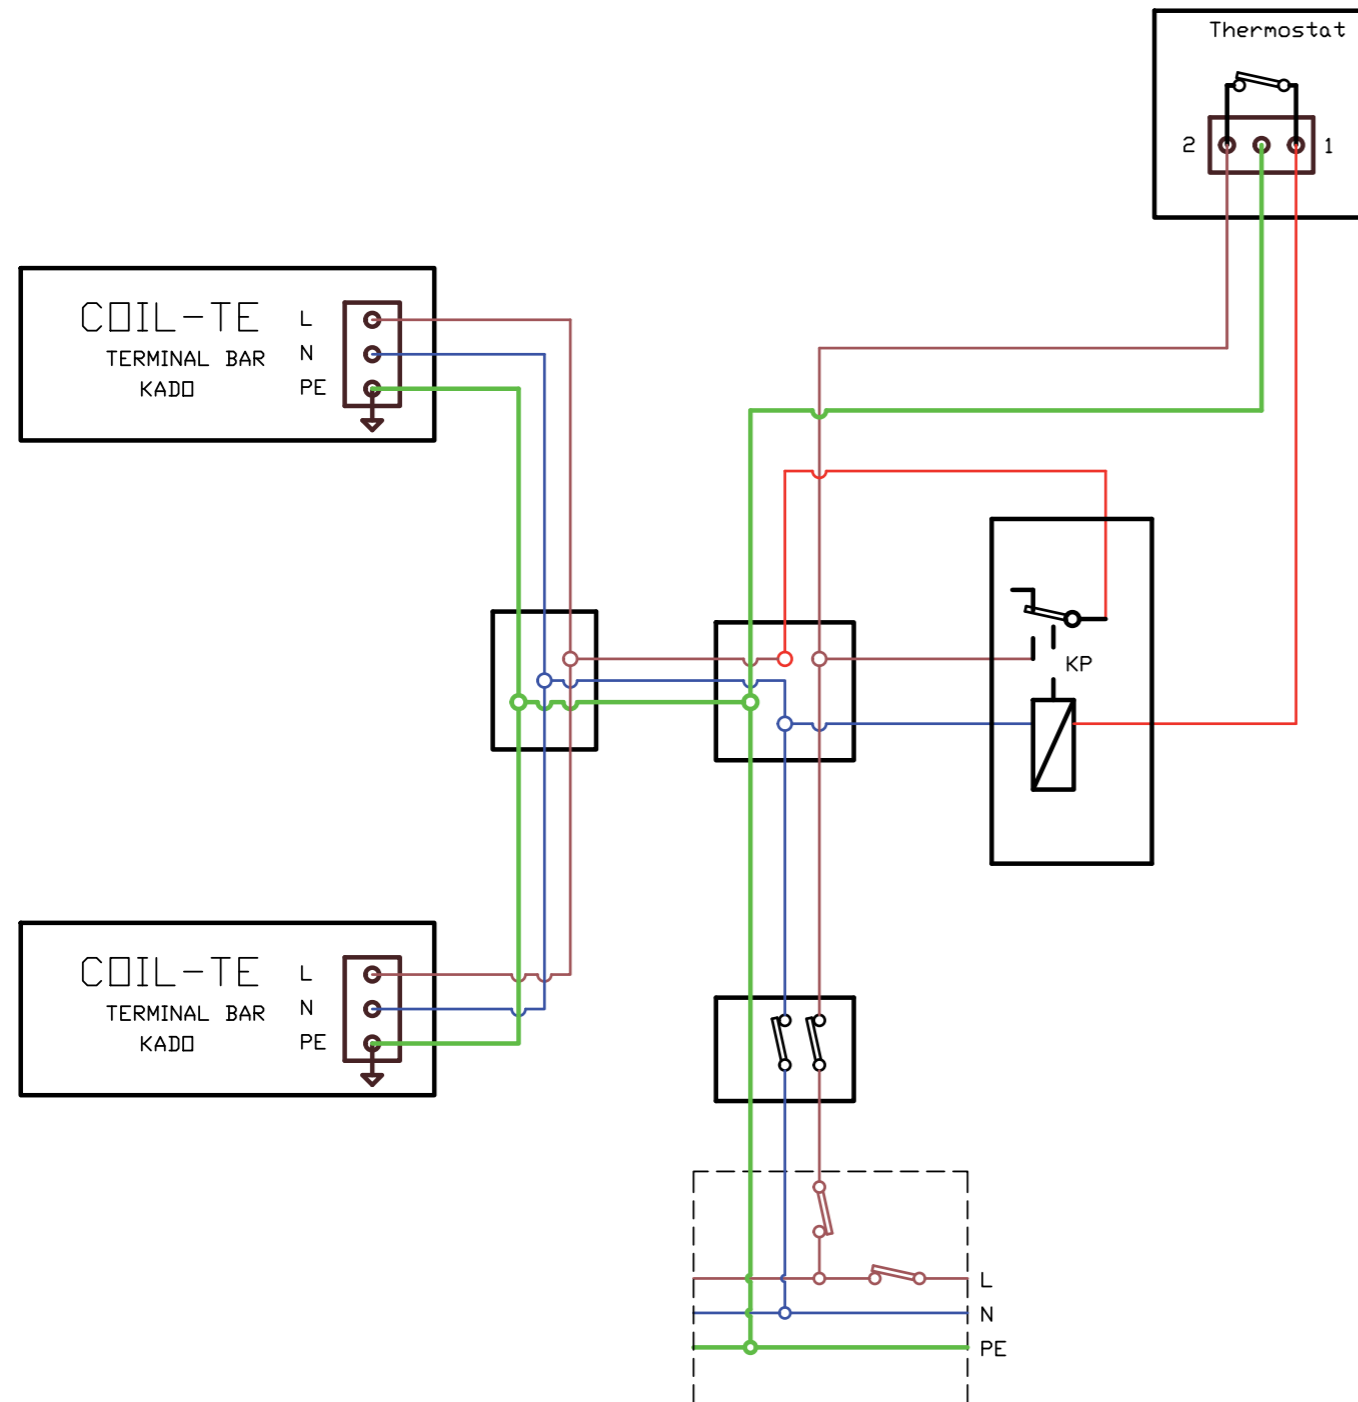 Thermostat
2
1
COIL-TE
TERMINAL BAR
KADO
L
N
PE
KP
COIL-TE
TERMINAL BAR
KADO
L
N
PE
L
N
PE